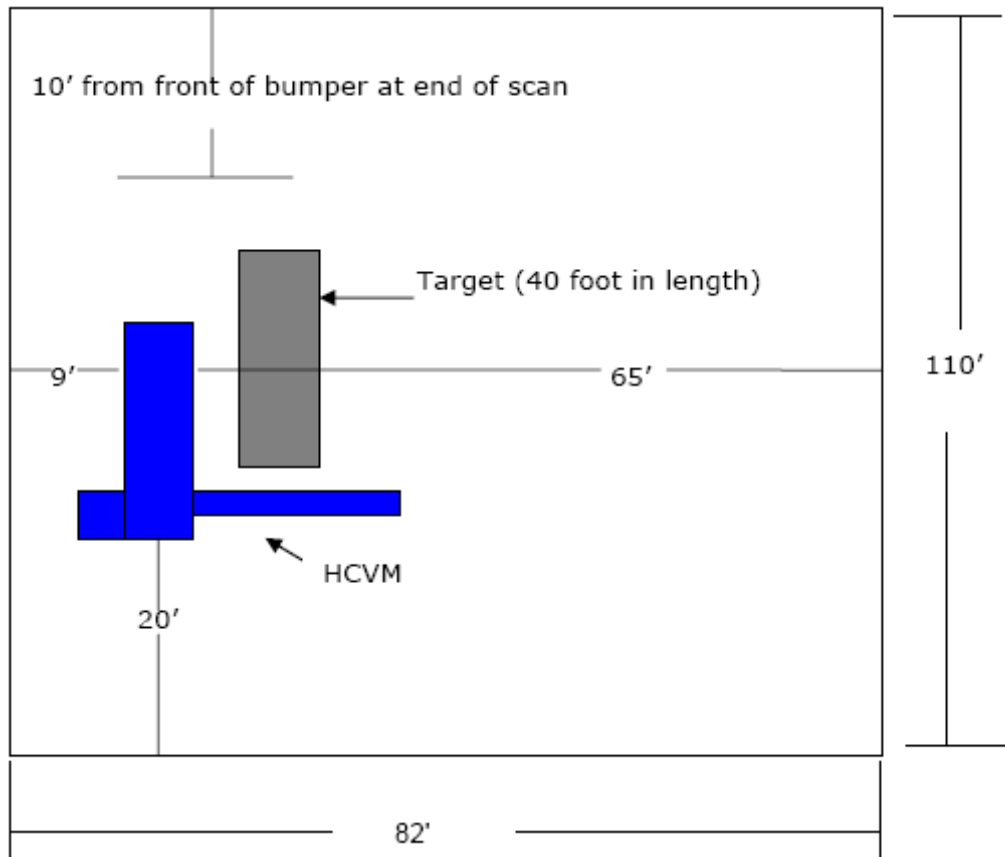 10’ from front of bumper at end of scan
Target (40 foot in length)
9’
65’
110’
HCVM
20’
82'